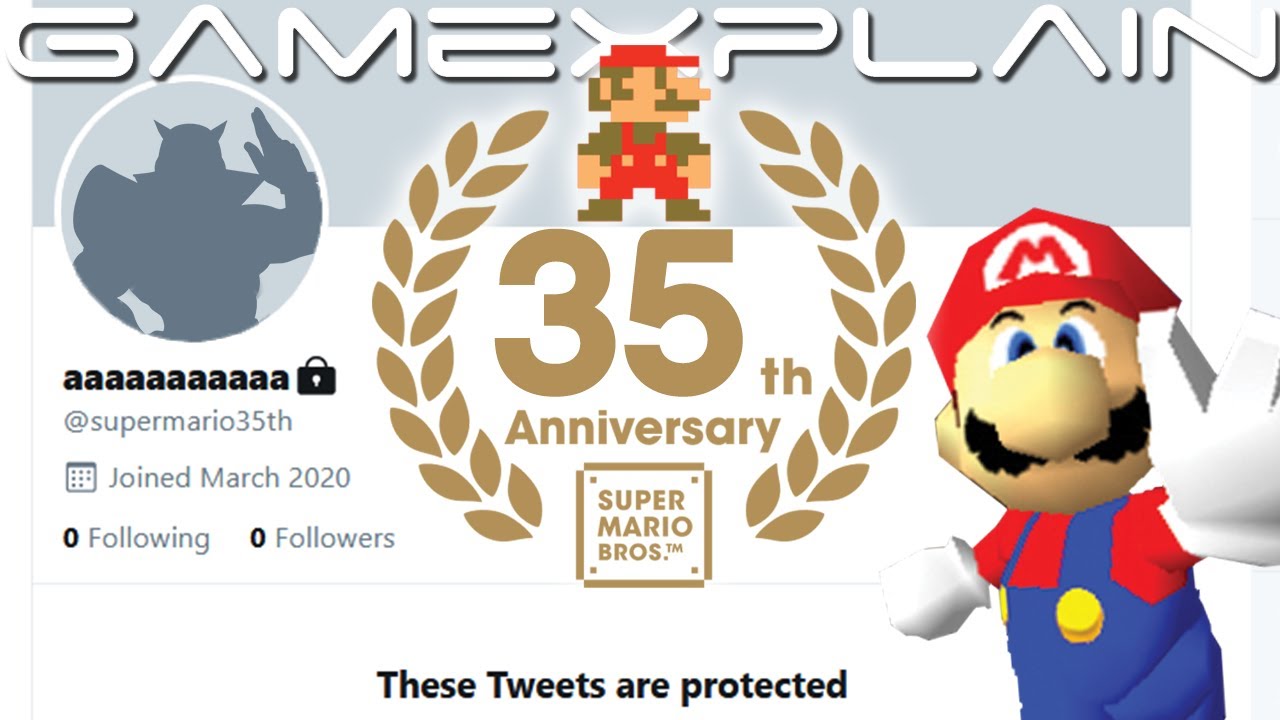 GAMEXPLAIN
aaaaaaaaaaa
@supermario35th
Joined March 2020
0 Following 0 Followers
35th
Anniversary
SUPER
MARIO
BROS.™
M
These Tweets are protected